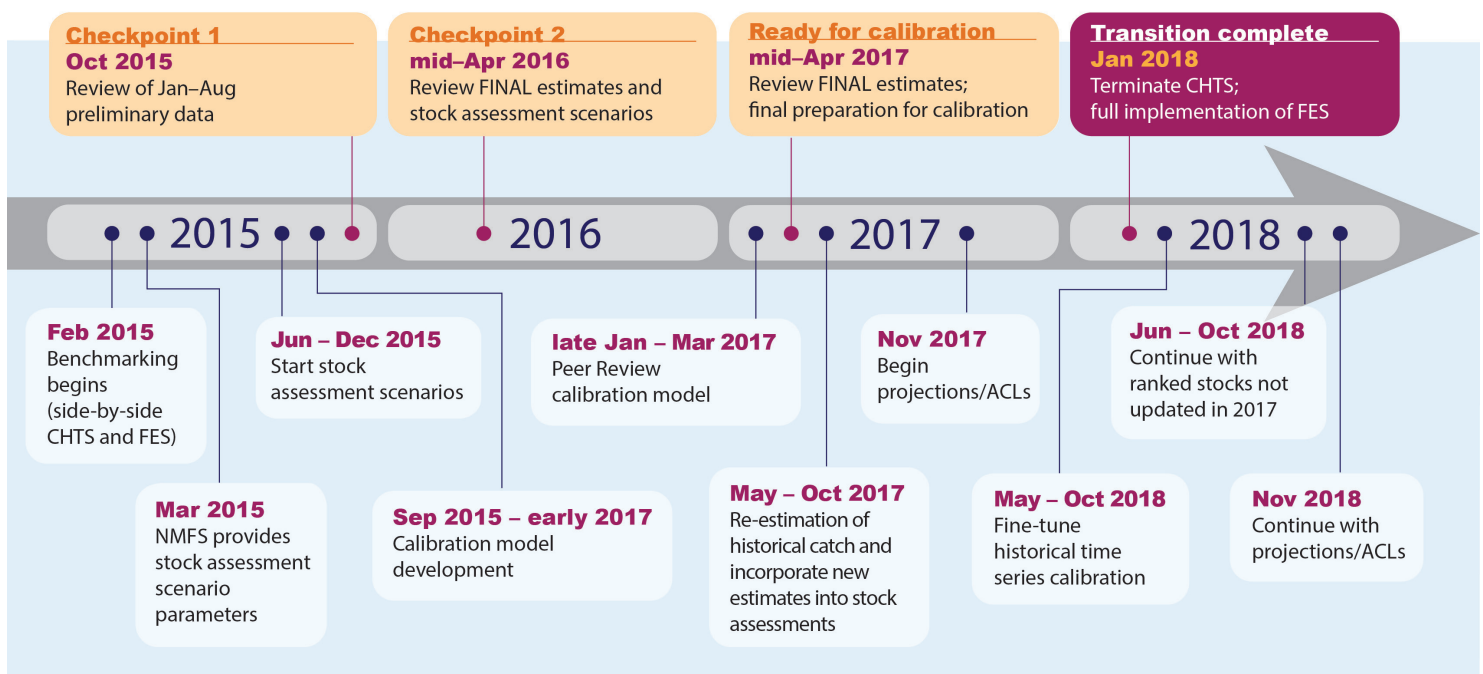 Checkpoint 1
Oct 2015
Review of Jan–Aug
preliminary data
Checkpoint 2
mid–Apr 2016
Review FINAL estimates and
stock assessment scenarios
Ready for calibration
mid–Apr 2017
Review FINAL estimates;
final preparation for calibration
Transition complete
Jan 2018
Terminate CHTS;
full implementation of FES
2015
2016
2017
2018
Feb 2015
Benchmarking
begins
(side-by-side
CHTS and FES)
Mar 2015
NMFS provides
stock assessment
scenario
parameters
Jun – Dec 2015
Start stock
assessment scenarios
Sep 2015 – early 2017
Calibration model
development
late Jan – Mar 2017
Peer Review
calibration model
May – Oct 2017
Re-estimation of
historical catch and
incorporate new
estimates into stock
assessments
Nov 2017
Begin
projections/ACLs
May – Oct 2018
Fine-tune
historical time
series calibration
Jun – Oct 2018
Continue with
ranked stocks not
updated in 2017
Nov 2018
Continue with
projections/ACLs